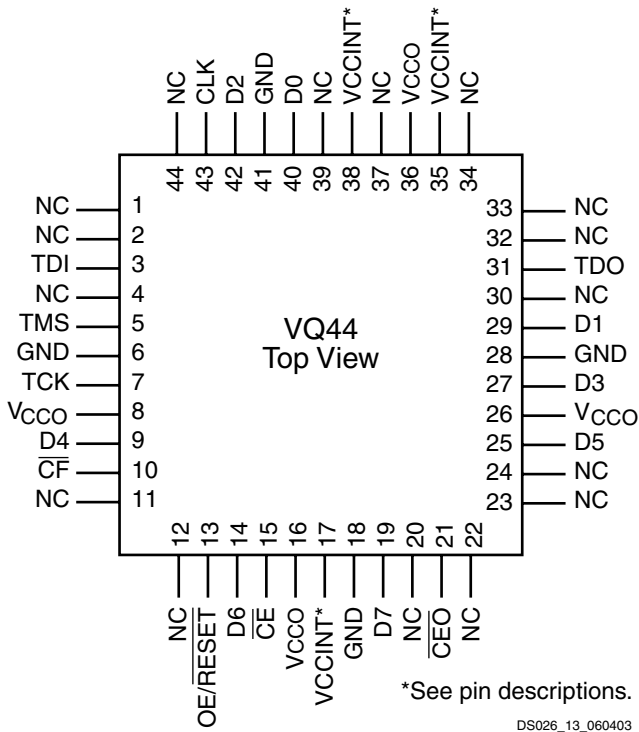 NC CLK D2 GND D0 NC VCCINT* NC VCCO VCCINT* NC
44 43 42 41 40 39 38 37 36 35 34
NC 1 33 NC
NC 2 32 NC
TDI 3 31 TDO
NC 4 30 NC
TMS 5 29 D1
GND 6 28 GND
TCK 7 27 D3
VCCO 8 26 VCCO
D4 9 25 D5
CF 10 24 NC
NC 11 23 NC
VQ44
Top View
12 13 14 15 16 17 18 19 20 21 22
NC OE/RESET D6 CE VCCO VCCINT* GND D7 NC CEO NC
*See pin descriptions.
DS026_13_060403